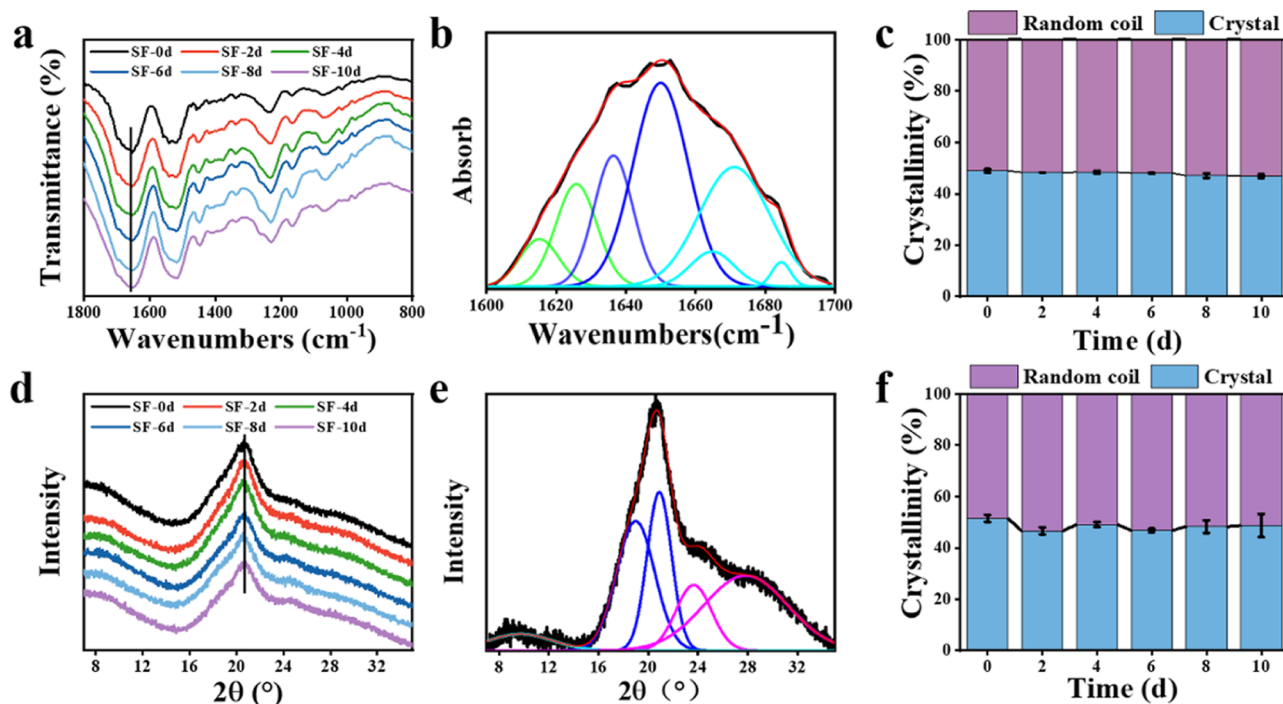 a
SF-0d SF-2d SF-4d
SF-6d SF-8d SF-10d
Transmittance (%)
1800 1600 1400 1200 1000 800
Wavenumbers (cm-1)
b
Absorb
1600 1620 1640 1660 1680 1700
Wavenumbers(cm-1)
c
Random coil Crystal
Crystallinity (%)
100
80
60
40
20
0
0 2 4 6 8 10
Time (d)
d
SF-0d SF-2d SF-4d
SF-6d SF-8d SF-10d
Intensity
8 12 16 20 24 28 32
2θ (°)
e
Intensity
8 12 16 20 24 28 32
2θ (°)
f
Random coil Crystal
Crystallinity (%)
100
80
60
40
20
0
0 2 4 6 8 10
Time (d)